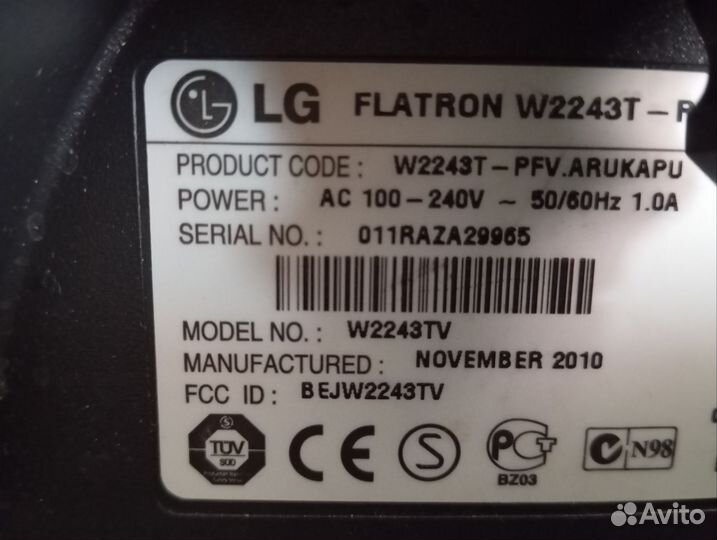 LG FLATRON W2243T-P
PRODUCT CODE : W2243T-PFV.ARUKAPU
POWER : AC 100-240V ~ 50/60Hz 1.0A
SERIAL NO. : 011RAZA29965
MODEL NO. : W2243TV
MANUFACTURED : NOVEMBER 2010
FCC ID : BEJW2243TV
TÜV
SÜD
CE S PCT N98
BZ03
Avito